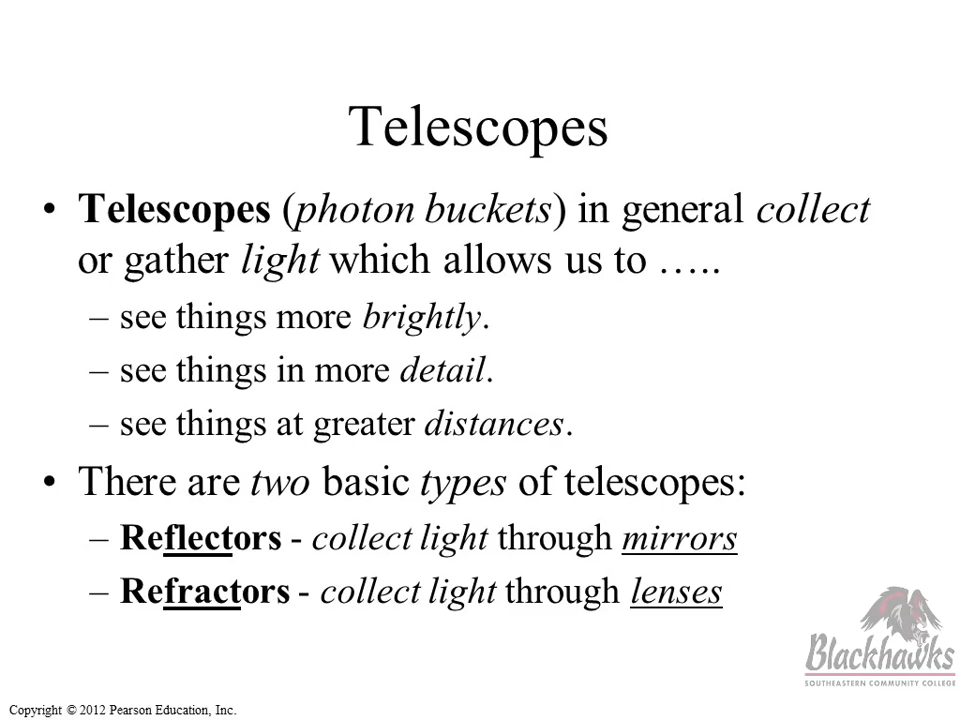 Telescopes
• Telescopes (photon buckets) in general collect
or gather light which allows us to …..
– see things more brightly.
– see things in more detail.
– see things at greater distances.
• There are two basic types of telescopes:
– Reflectors - collect light through mirrors
– Refractors - collect light through lenses
Blackhawks
SOUTHEASTERN COMMUNITY COLLEGE
Copyright © 2012 Pearson Education, Inc.